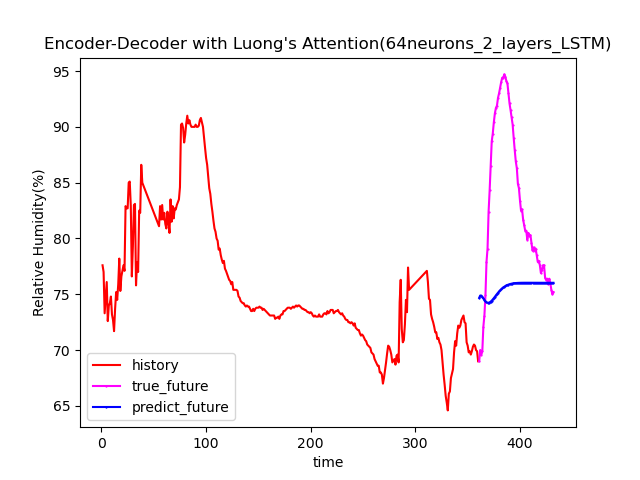 Encoder-Decoder with Luong's Attention(64neurons_2_layers_LSTM)
95
90
85
80
75
70
65
Relative Humidity(%)
history
true_future
predict_future
0 100 200 300 400
time